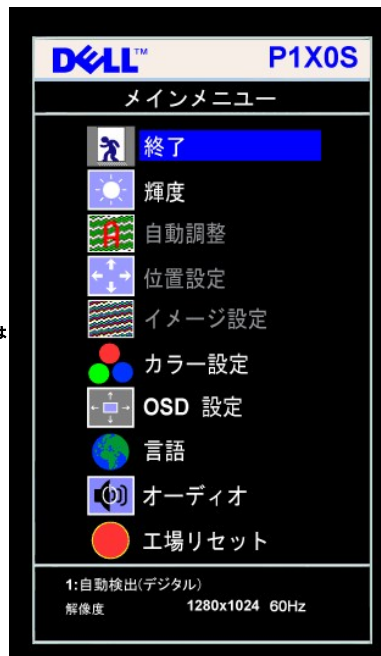 DELL™ P1X0S
メインメニュー
終了
輝度
自動調整
位置設定
は
イメージ設定
カラー設定
OSD 設定
言語
オーディオ
工場リセット
1:自動検出(デジタル)
解像度 1280x1024 60Hz